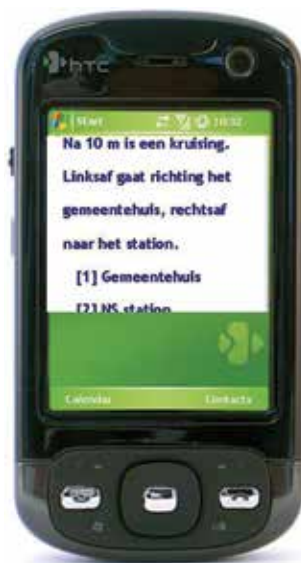 htc
Start 10:32
Na 10 m is een kruising.
Linksaf gaat richting het
gemeentehuis, rechtsaf
naar het station.
[1] Gemeentehuis
[2] NS station
Calendar Contacts